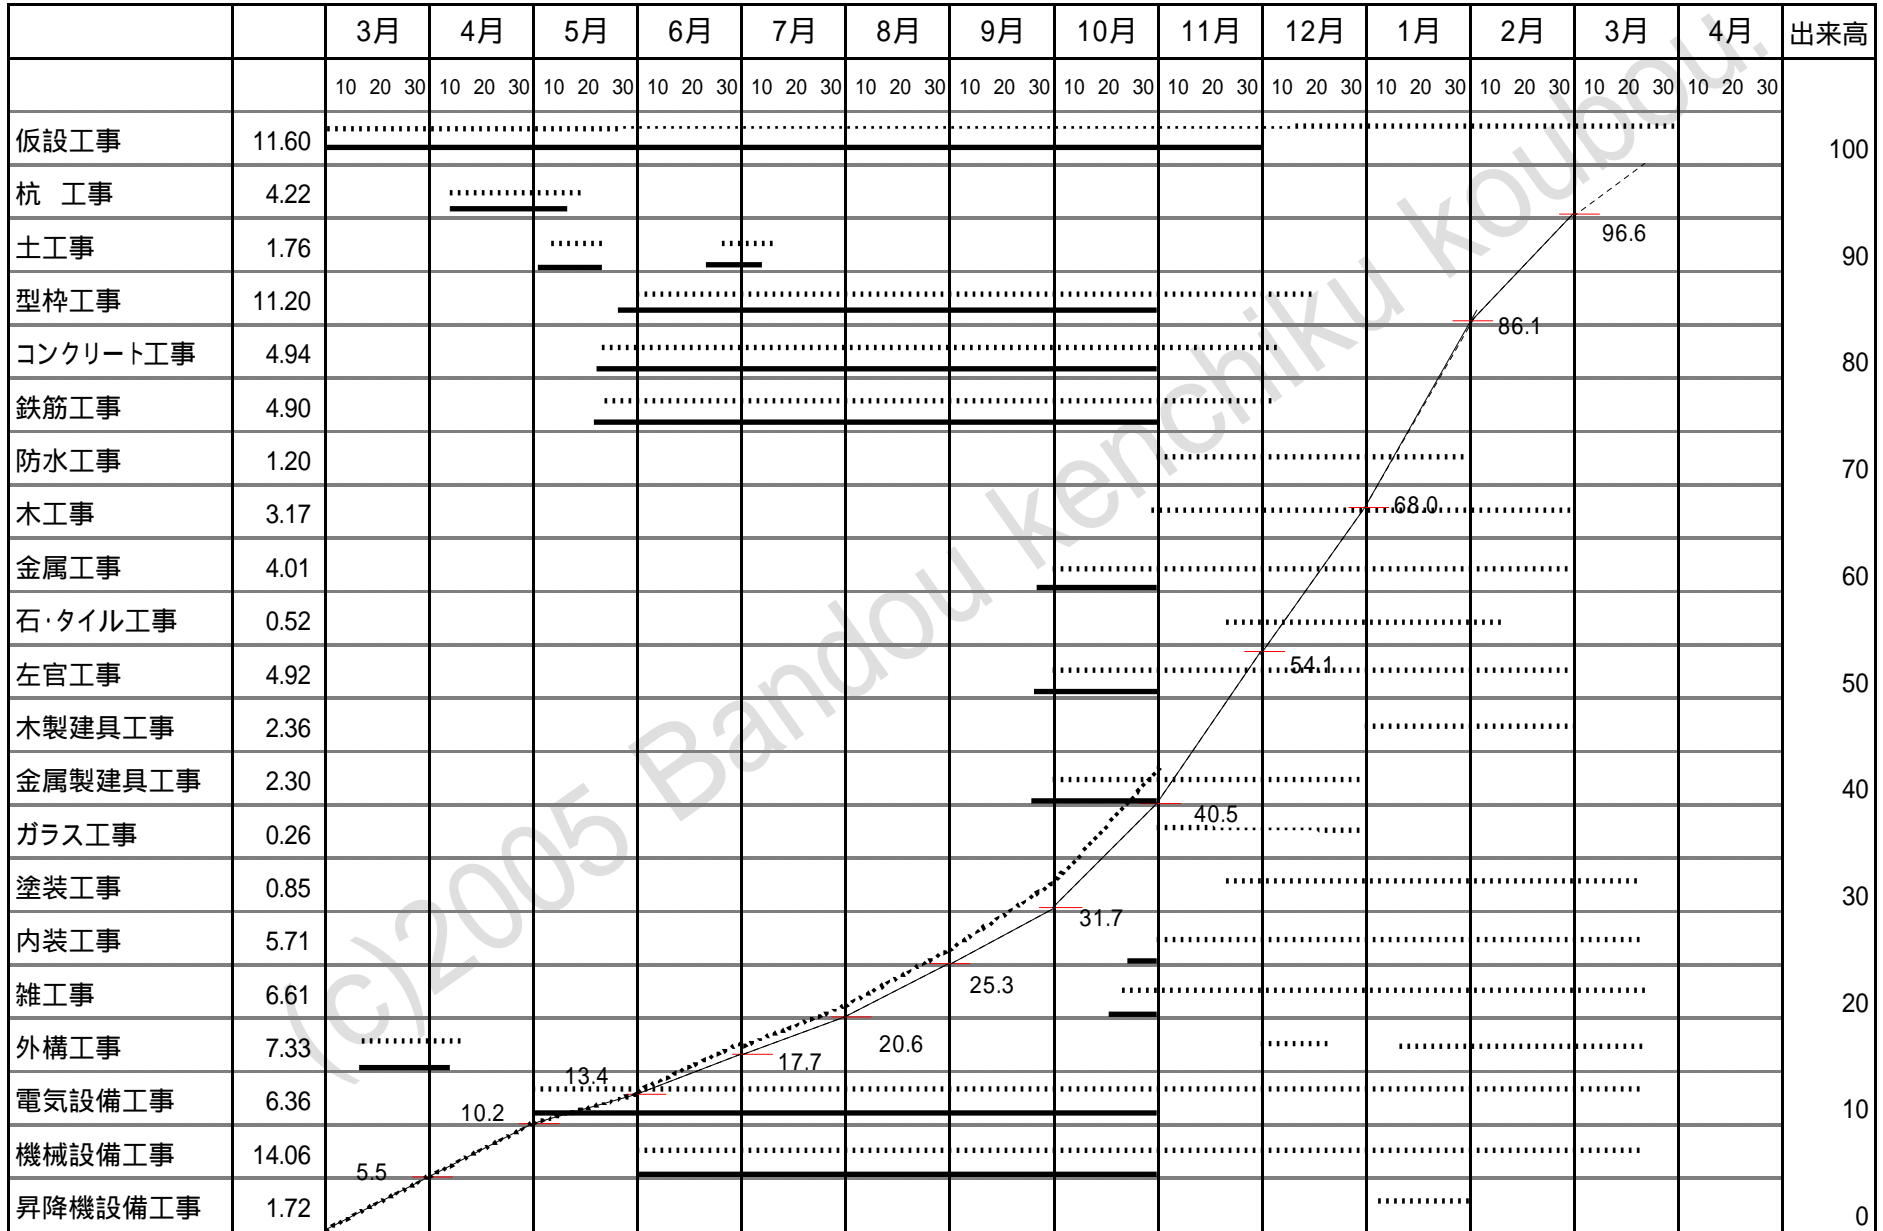 3月 4月 5月 6月 7月 8月 9月 10月 11月 12月 1月 2月 3月 4月 出来高
10 20 30 10 20 30 10 20 30 10 20 30 10 20 30 10 20 30 10 20 30 10 20 30 10 20 30 10 20 30 10 20 30 10 20 30 10 20 30 10 20 30
仮設工事 11.60 100
杭 工事 4.22
96.6
土工事 1.76 90
型枠工事 11.20
86.1
コンクリート工事 4.94 80
鉄筋工事 4.90
防水工事 1.20 70
木工事 3.17 68.0
金属工事 4.01 60
石・タイル工事 0.52
左官工事 4.92 54.1 50
木製建具工事 2.36
金属製建具工事 2.30 40
40.5
ガラス工事 0.26
塗装工事 0.85 30
31.7
内装工事 5.71
25.3
雑工事 6.61 20
外構工事 7.33 20.6
17.7
13.4
電気設備工事 6.36 10.2 10
機械設備工事 14.06
5.5
昇降機設備工事 1.72 0
(c)2005 Bandou kenchiku koubou.